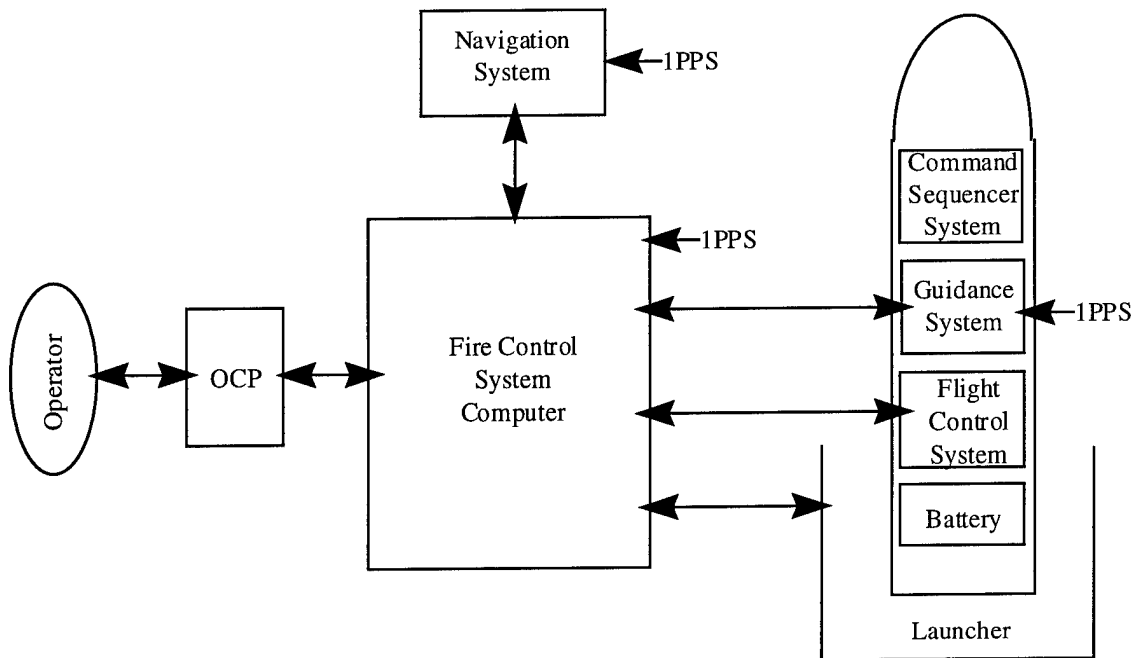 Navigation
System
1PPS
Command
Sequencer
System
1PPS
Guidance
System
1PPS
Operator
OCP
Fire Control
System
Computer
Flight
Control
System
Battery
Launcher